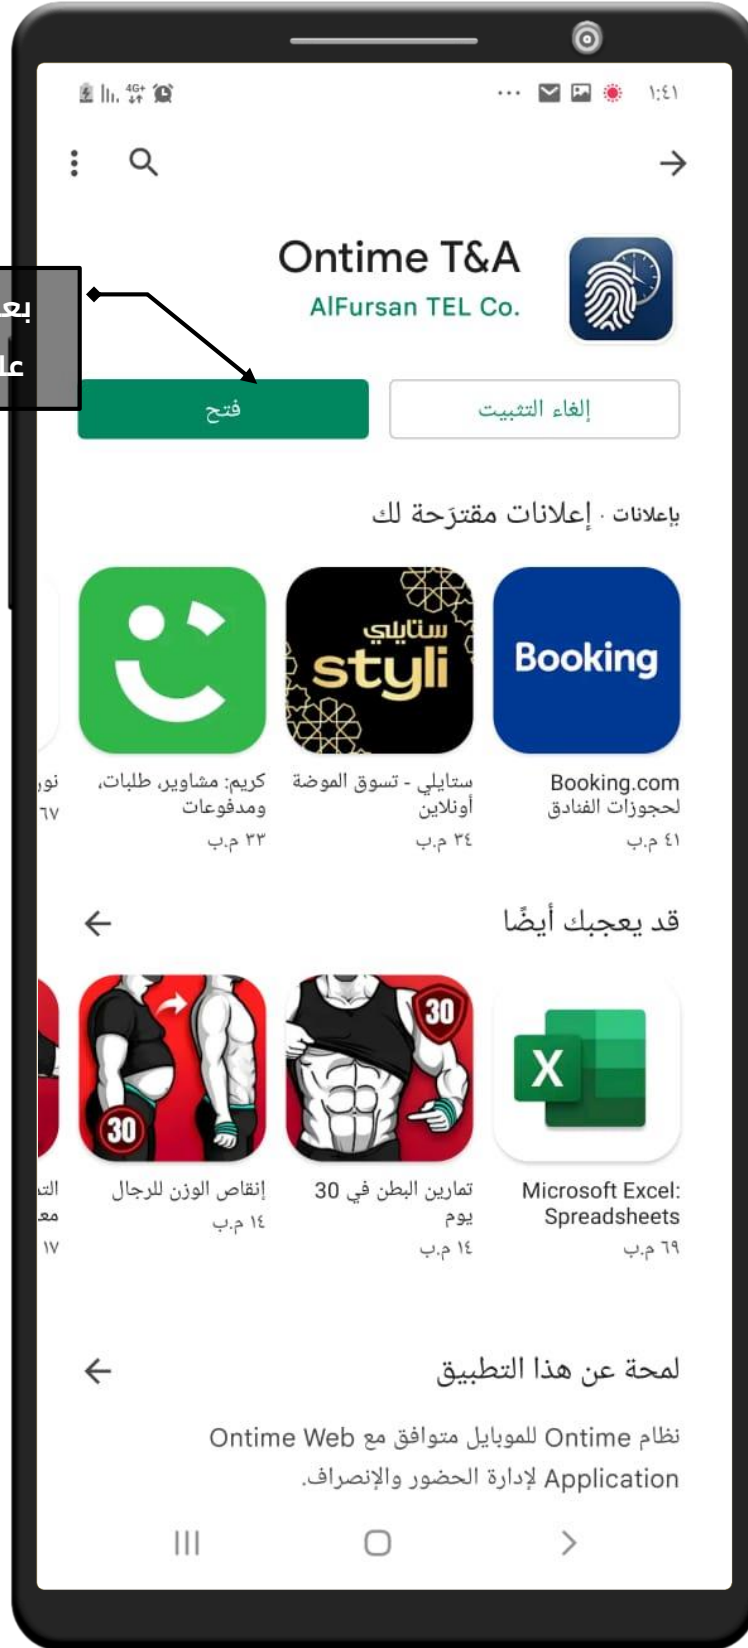 ١:٤١
4G+
Ontime T&A
AlFursan TEL Co.
إلغاء التثبيت
فتح
بإعلانات · إعلانات مقترَحة لك
Booking
ستايلي
styli
Booking.com
لحجوزات الفنادق
٤١ م.ب
ستايلي - تسوق الموضة
أونلاين
٣٤ م.ب
كريم: مشاوير، طلبات،
ومدفوعات
٣٣ م.ب
٦٧
قد يعجبك أيضًا
X
30
30
Microsoft Excel:
Spreadsheets
٦٩ م.ب
تمارين البطن في 30
يوم
١٤ م.ب
إنقاص الوزن للرجال
١٤ م.ب
١٧
لمحة عن هذا التطبيق
نظام Ontime للموبايل متوافق مع Ontime Web
Application لإدارة الحضور والإنصراف.